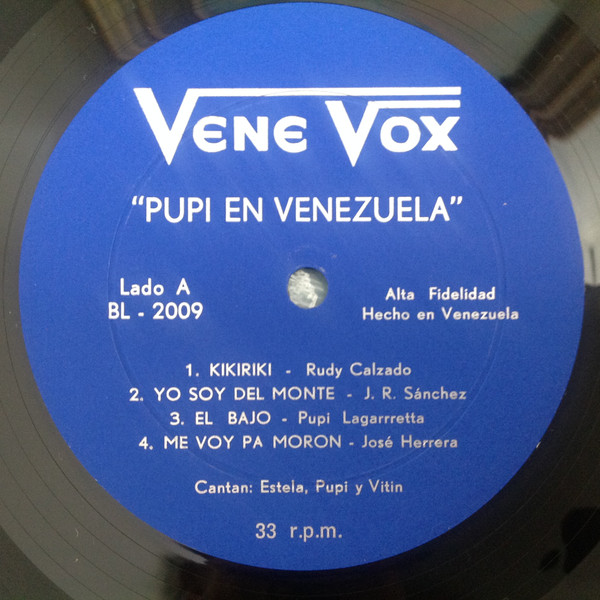 VENE VOX
"PUPI EN VENEZUELA"
Lado A
BL - 2009
Alta Fidelidad
Hecho en Venezuela
1. KIKIRIKI - Rudy Calzado
2. YO SOY DEL MONTE - J. R. Sánchez
3. EL BAJO - Pupi Lagarrretta
4. ME VOY PA MORON - José Herrera
Cantan: Estela, Pupi y Vitin
33 r.p.m.